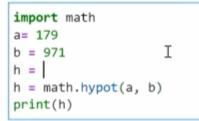 import math
a= 179
b = 971
h =
h = math.hypot(a, b)
print(h)